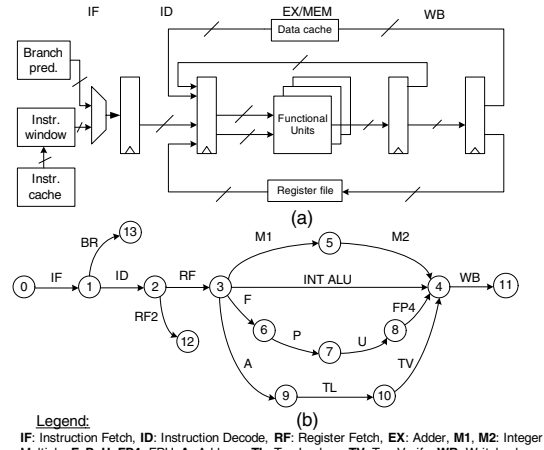 IF ID EX/MEM WB
Data cache
Branch
pred.
Instr.
window
Functional
Units
Instr.
cache
Register file
(a)
13
M1 5 M2
BR
IF ID RF INT ALU WB
0 1 2 3 4 11
F FP4
RF2 6 P 8
7 U
12
A TV
9 TL 10
(b)
Legend:
IF: Instruction Fetch, ID: Instruction Decode, RF: Register Fetch, EX: Adder, M1, M2: Integer